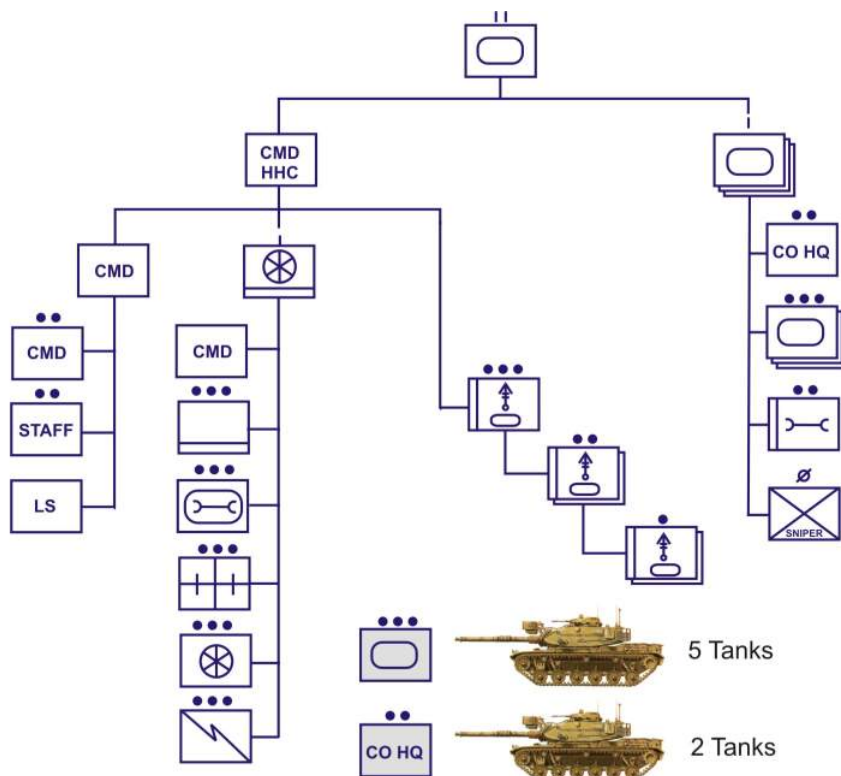 CMD
HHC
CMD
CO HQ
CMD
CMD
STAFF
LS
SNIPER
5 Tanks
CO HQ
2 Tanks